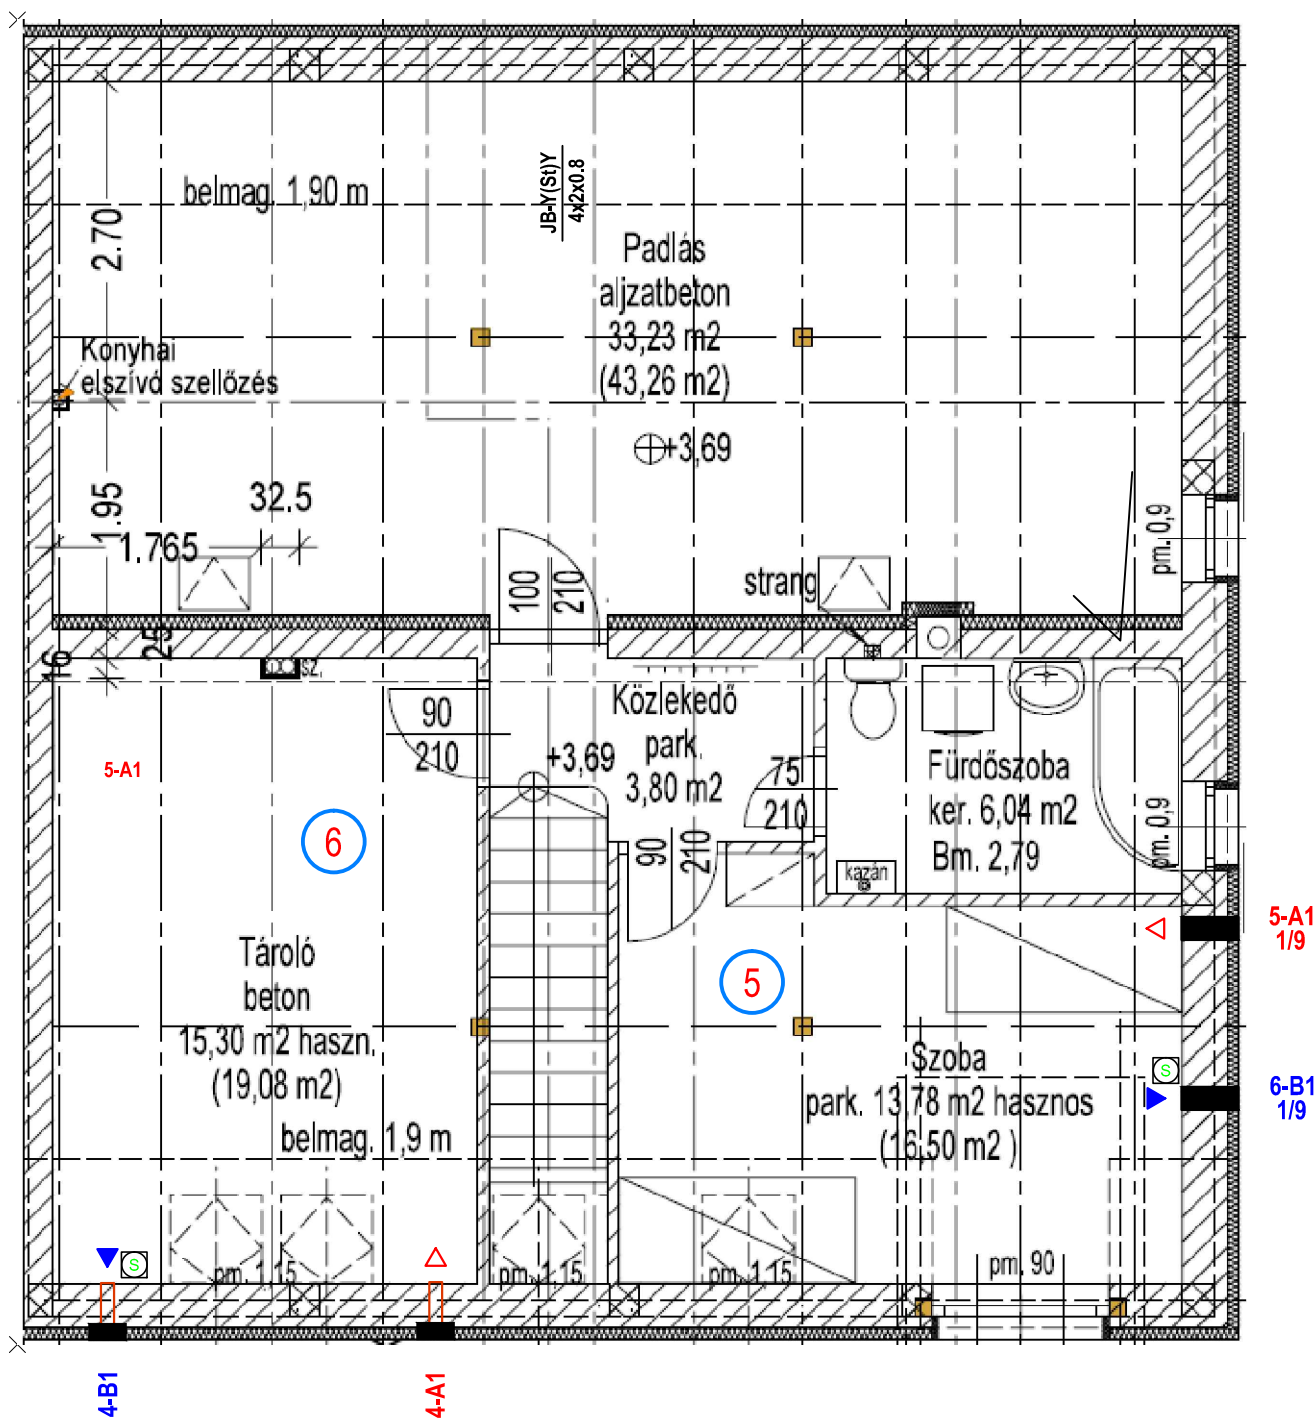 belmag. 1,90 m
2.70
JB-Y(St)Y
4x2x0.8
Padlás
aljzatbeton
33,23 m2
(43,26 m2)
Konyhai
elszívó szellőzés
+3,69
1.95
32.5
1.765
pm. 0,9
100
210
strang
16
25
sz.
90
210
Közlekedő
park.
3,80 m2
+3,69
75
210
Fürdőszoba
ker. 6,04 m2
Bm. 2,79
pm. 0,9
5-A1
6
90
210
kazán
5-A1
1/9
5
Tároló
beton
15,30 m2 haszn.
(19,08 m2)
belmag. 1,9 m
Szoba
park. 13,78 m2 hasznos
(16,50 m2 )
S
6-B1
1/9
S
pm. 1,15
pm. 1,15
pm. 1,15
pm. 90
4-B1
4-A1